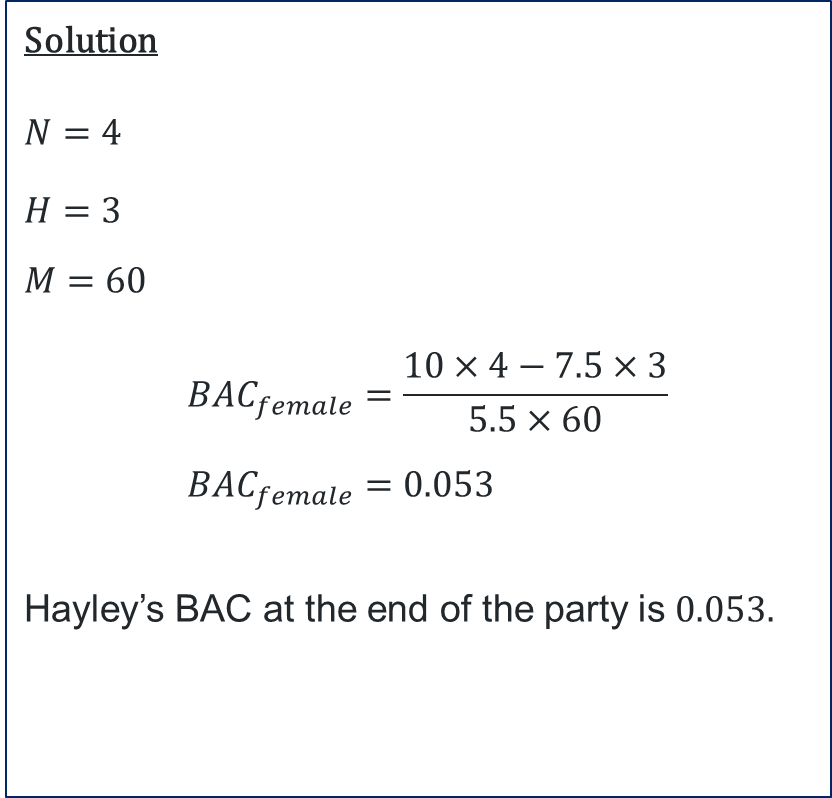 Solution
N = 4
H = 3
M = 60
BAC_female = (10 × 4 − 7.5 × 3) / (5.5 × 60)
BAC_female = 0.053
Hayley’s BAC at the end of the party is 0.053.